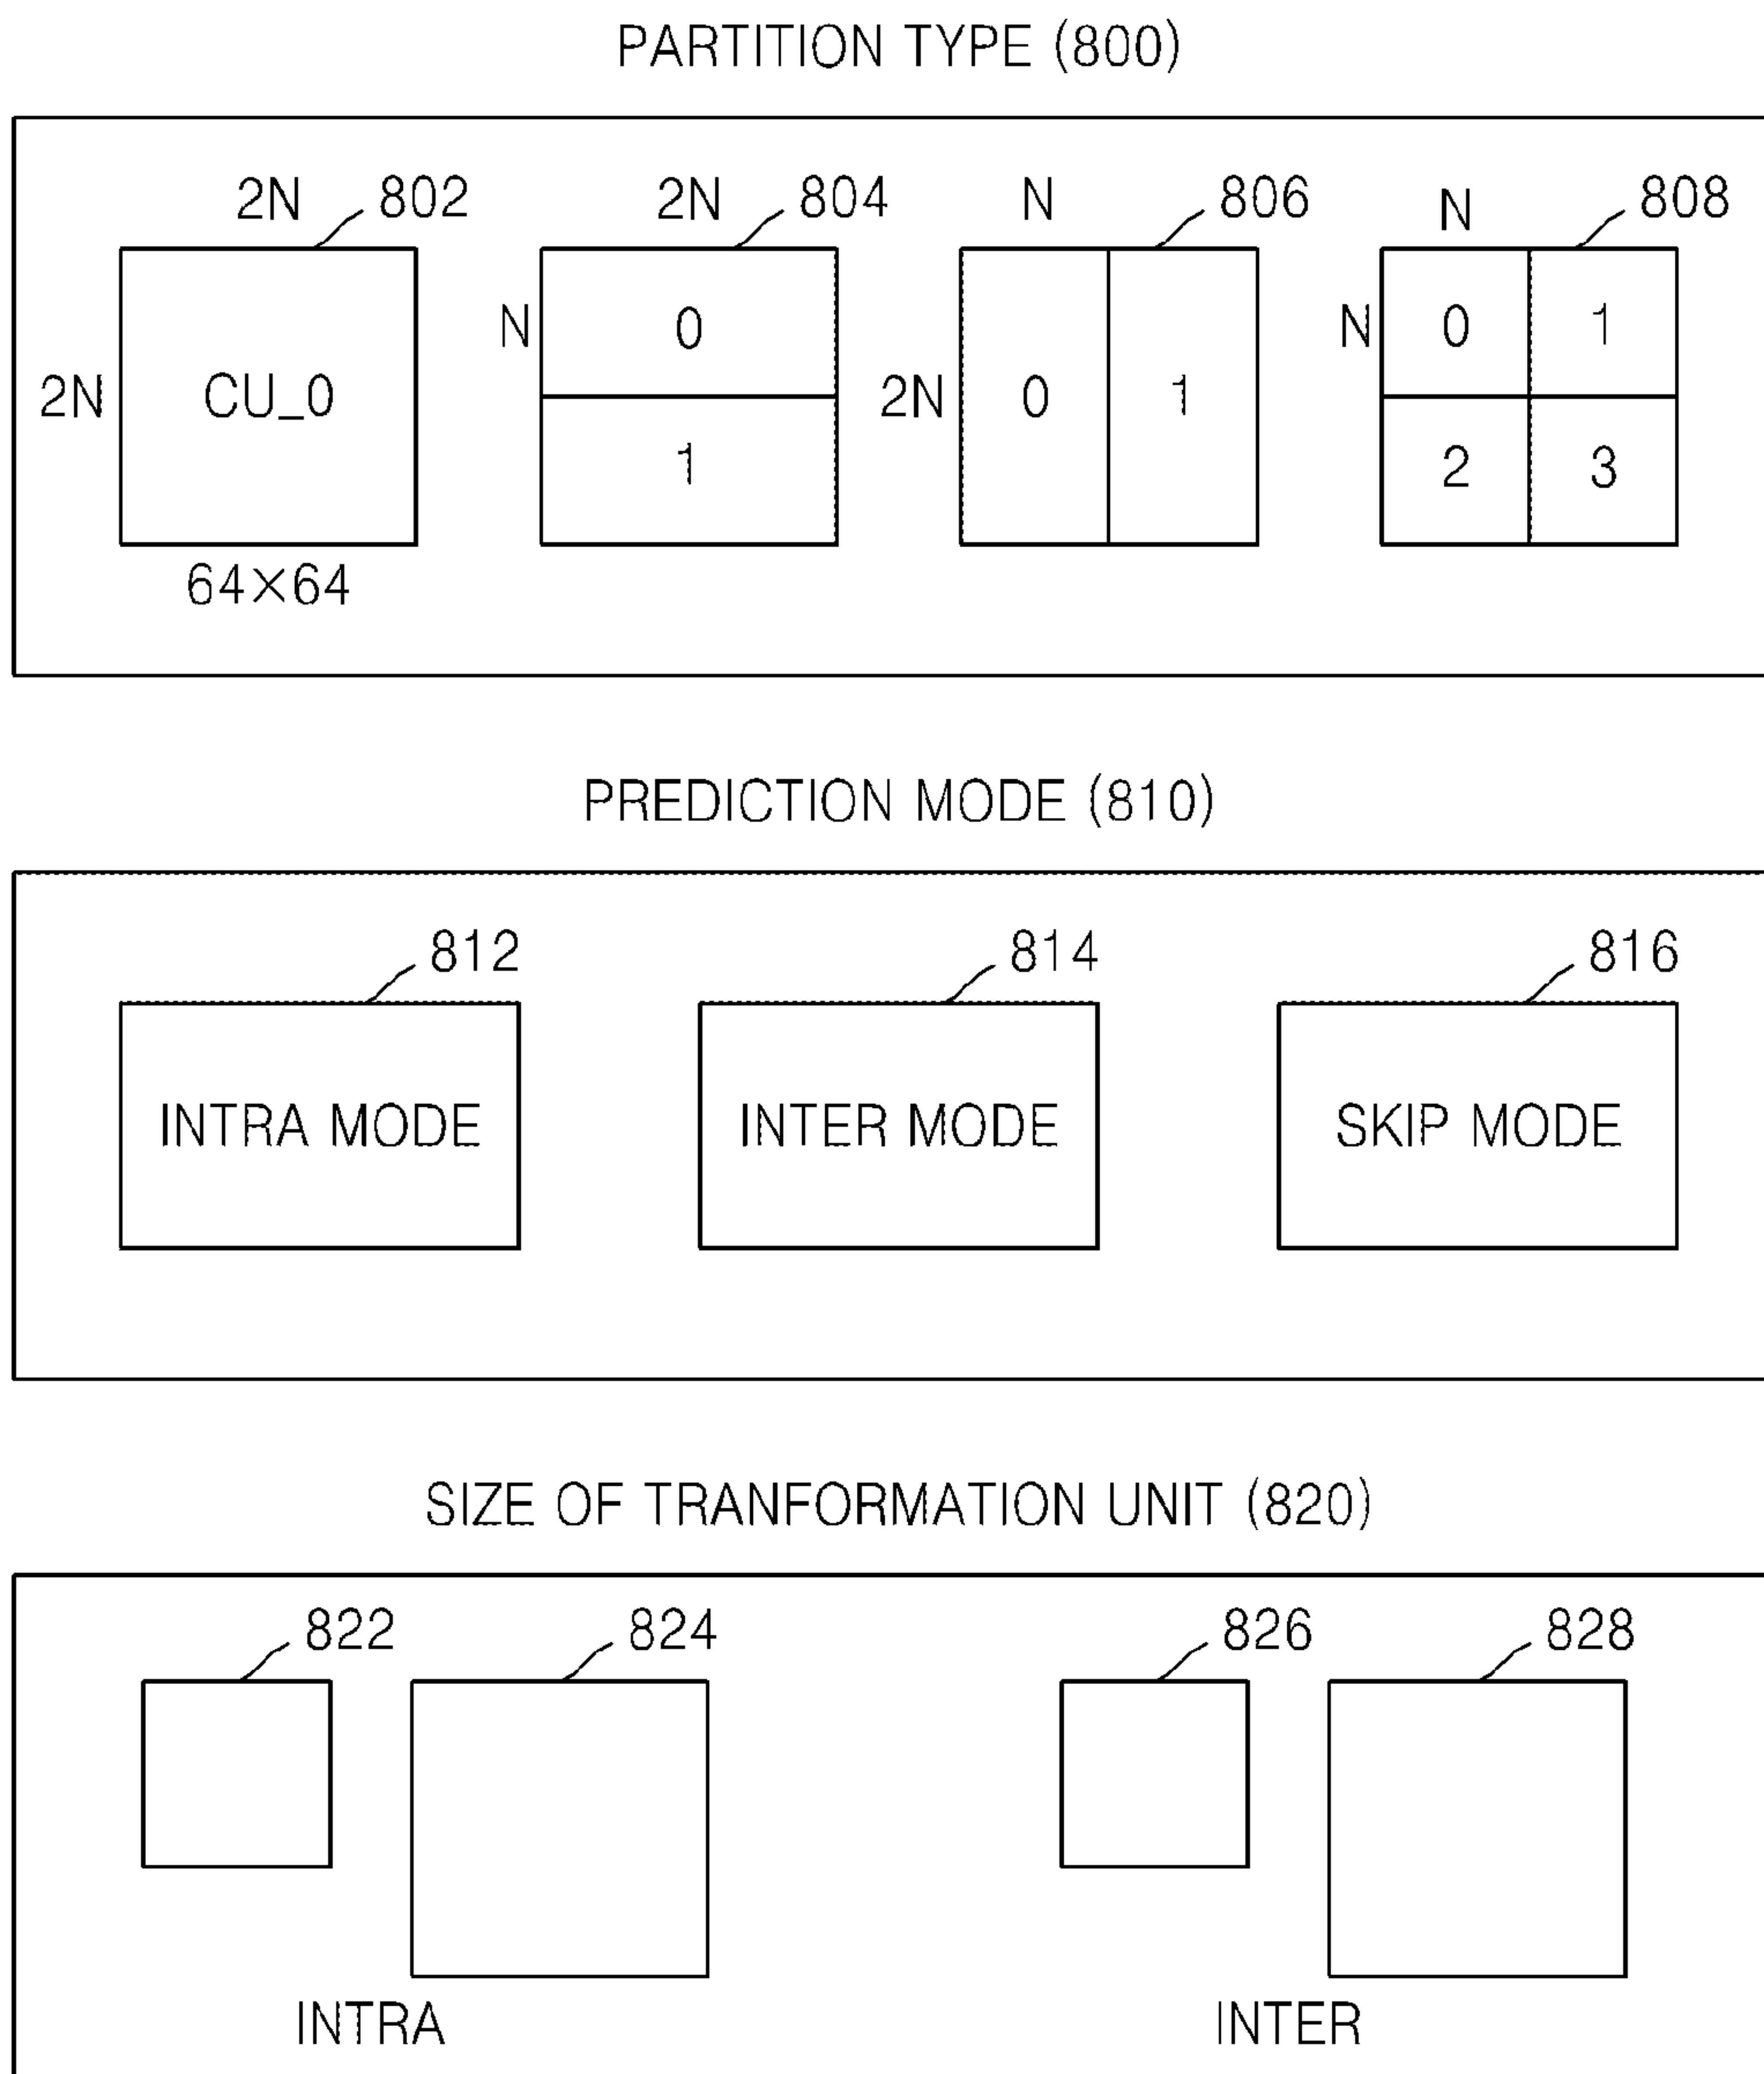 PARTITION TYPE (800)
2N 802 2N 804 N 806 N 808
N 0 N 0 1
2N CU_0 2N 0 1
1 2 3
64×64
PREDICTION MODE (810)
812 814 816
INTRA MODE INTER MODE SKIP MODE
SIZE OF TRANFORMATION UNIT (820)
822 824 826 828
INTRA INTER